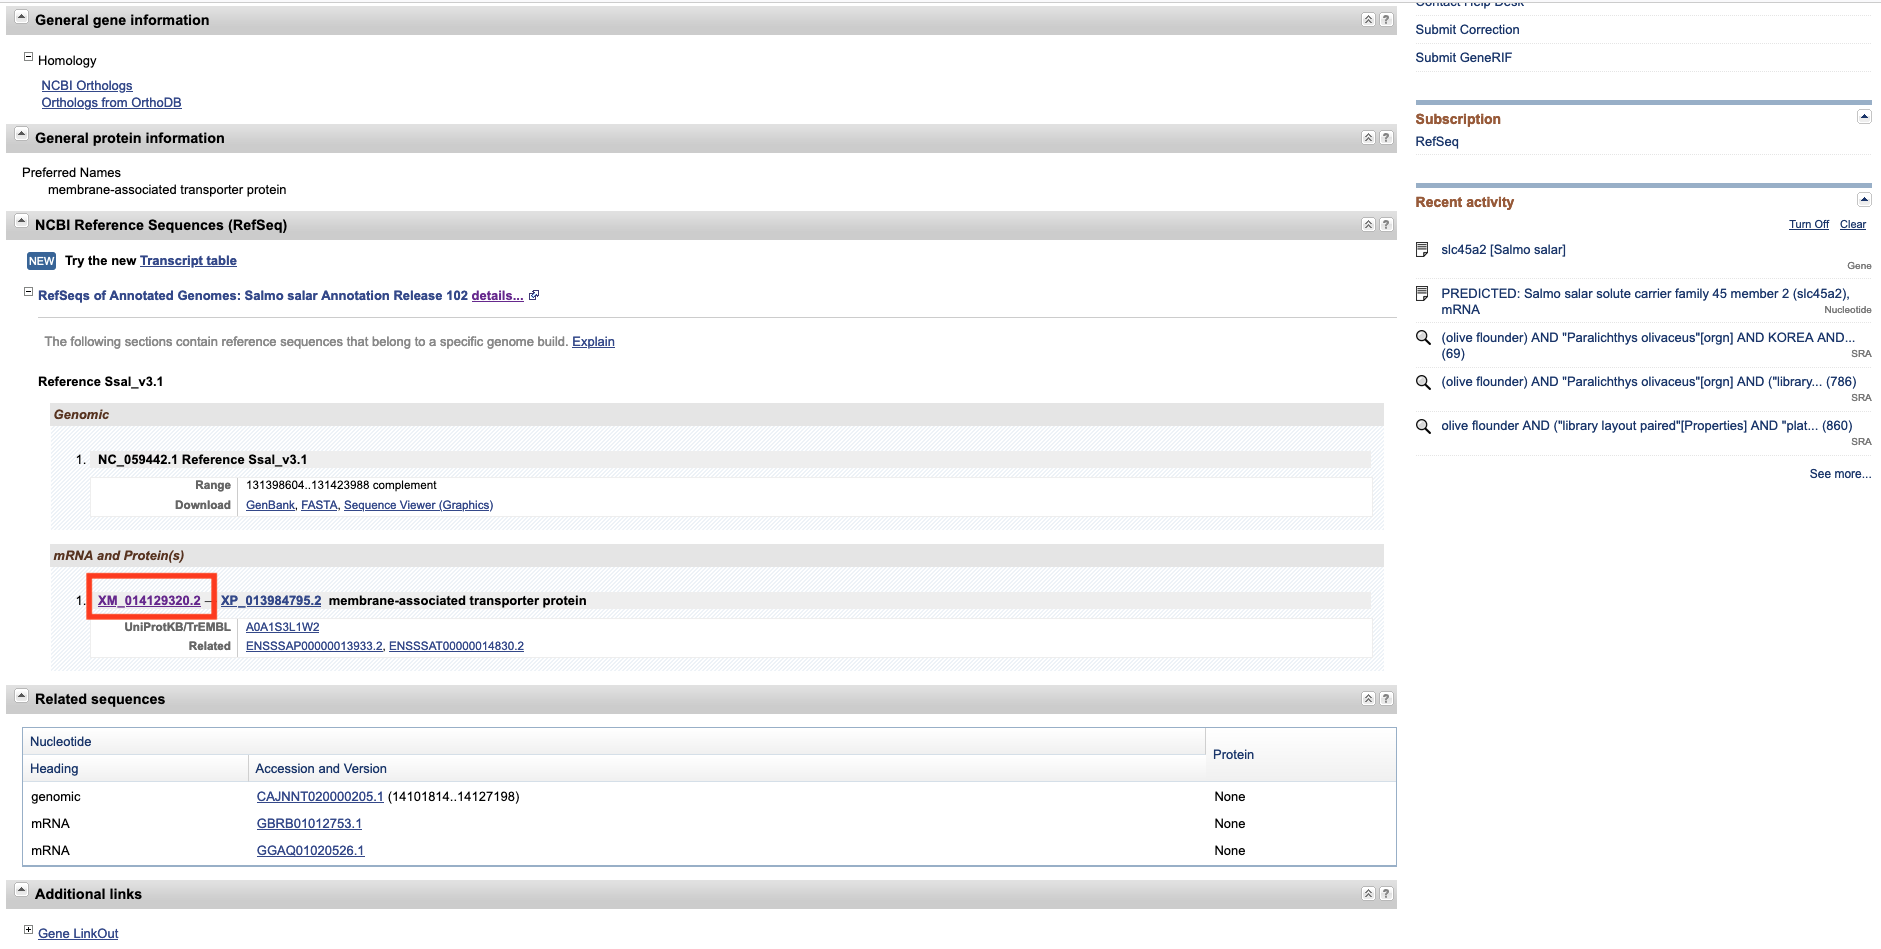 General gene information
?
Homology
NCBI Orthologs
Orthologs from OrthoDB
General protein information
?
Preferred Names
membrane-associated transporter protein
NCBI Reference Sequences (RefSeq)
?
NEW Try the new Transcript table
RefSeqs of Annotated Genomes: Salmo salar Annotation Release 102 details...
The following sections contain reference sequences that belong to a specific genome build. Explain
Reference Ssal_v3.1
Genomic
1. NC_059442.1 Reference Ssal_v3.1
Range 131398604..131423988 complement
Download GenBank, FASTA, Sequence Viewer (Graphics)
mRNA and Protein(s)
1. XM_014129320.2 – XP_013984795.2 membrane-associated transporter protein
UniProtKB/TrEMBL A0A1S3L1W2
Related ENSSSAP00000013933.2, ENSSSAT00000014830.2
Related sequences
?
Nucleotide
Protein
Heading Accession and Version
genomic CAJNNT020000205.1 (14101814..14127198) None
mRNA GBRB01012753.1 None
mRNA GGAQ01020526.1 None
Additional links
?
Gene LinkOut
Contact Help Desk
Submit Correction
Submit GeneRIF
Subscription
RefSeq
Recent activity
Turn Off Clear
slc45a2 [Salmo salar]
Gene
PREDICTED: Salmo salar solute carrier family 45 member 2 (slc45a2),
mRNA
Nucleotide
(olive flounder) AND "Paralichthys olivaceus"[orgn] AND KOREA AND...
(69)
SRA
(olive flounder) AND "Paralichthys olivaceus"[orgn] AND ("library... (786)
SRA
olive flounder AND ("library layout paired"[Properties] AND "plat... (860)
SRA
See more...